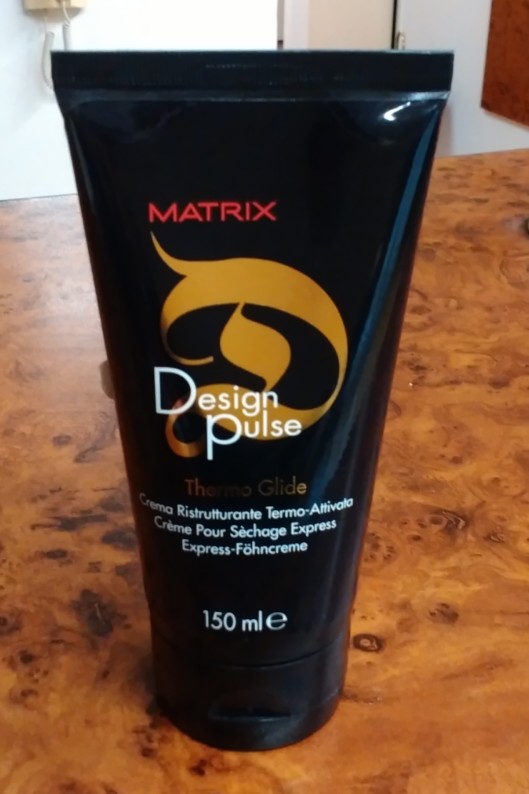 MATRIX
Design
pulse
Thermo Glide
Crema Ristrutturante Termo-Attivata
Crème Pour Sèchage Express
Express-Föhncreme
150 ml e